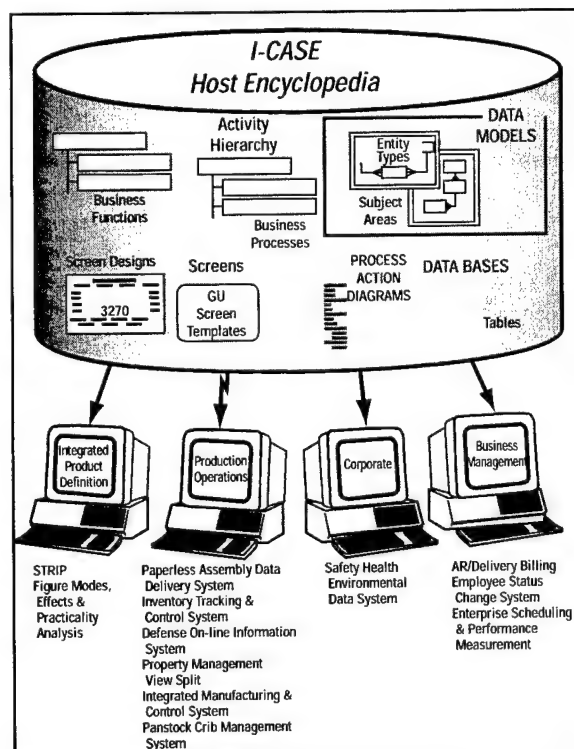 I-CASE
Host Encyclopedia
Activity
Hierarchy
Business
Functions
Business
Processes
DATA
MODELS
Entity
Types
Subject
Areas
Screen Designs
3270
Screens
GU
Screen
Templates
PROCESS
ACTION
DIAGRAMS
DATA BASES
Tables
Integrated
Product
Definition
Production
Operations
Corporate
Business
Management
STRIP
Figure Modes,
Effects &
Practicality
Analysis
Paperless Assembly Data
Delivery System
Inventory Tracking &
Control System
Defense On-line Information
System
Property Management
View Split
Integrated Manufacturing &
Control System
Panstock Crib Management
System
Safety Health
Environmental
Data System
AR/Delivery Billing
Employee Status
Change System
Enterprise Scheduling
& Performance
Measurement